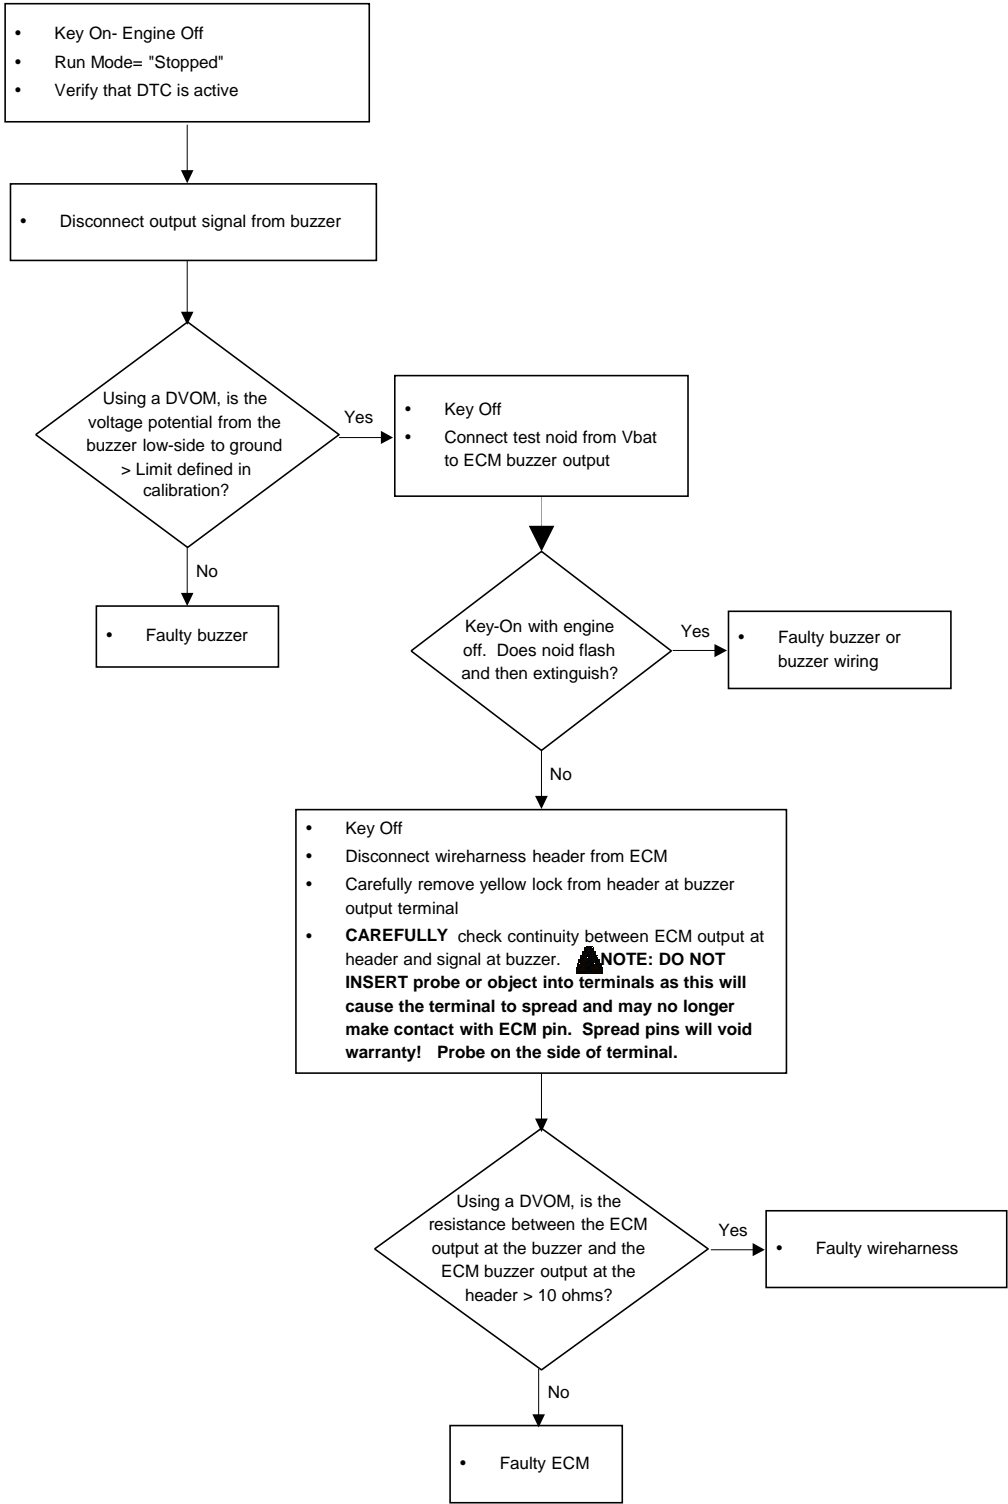 • Key On- Engine Off
• Run Mode= "Stopped"
• Verify that DTC is active
• Disconnect output signal from buzzer
Using a DVOM, is the
voltage potential from the
buzzer low-side to ground
> Limit defined in
calibration?
Yes
• Key Off
• Connect test noid from Vbat
to ECM buzzer output
No
• Faulty buzzer
Key-On with engine
off. Does noid flash
and then extinguish?
Yes
• Faulty buzzer or
buzzer wiring
No
• Key Off
• Disconnect wireharness header from ECM
• Carefully remove yellow lock from header at buzzer
output terminal
• CAREFULLY check continuity between ECM output at
header and signal at buzzer. NOTE: DO NOT
INSERT probe or object into terminals as this will
cause the terminal to spread and may no longer
make contact with ECM pin. Spread pins will void
warranty! Probe on the side of terminal.
Using a DVOM, is the
resistance between the ECM
output at the buzzer and the
ECM buzzer output at the
header > 10 ohms?
Yes
• Faulty wireharness
No
• Faulty ECM